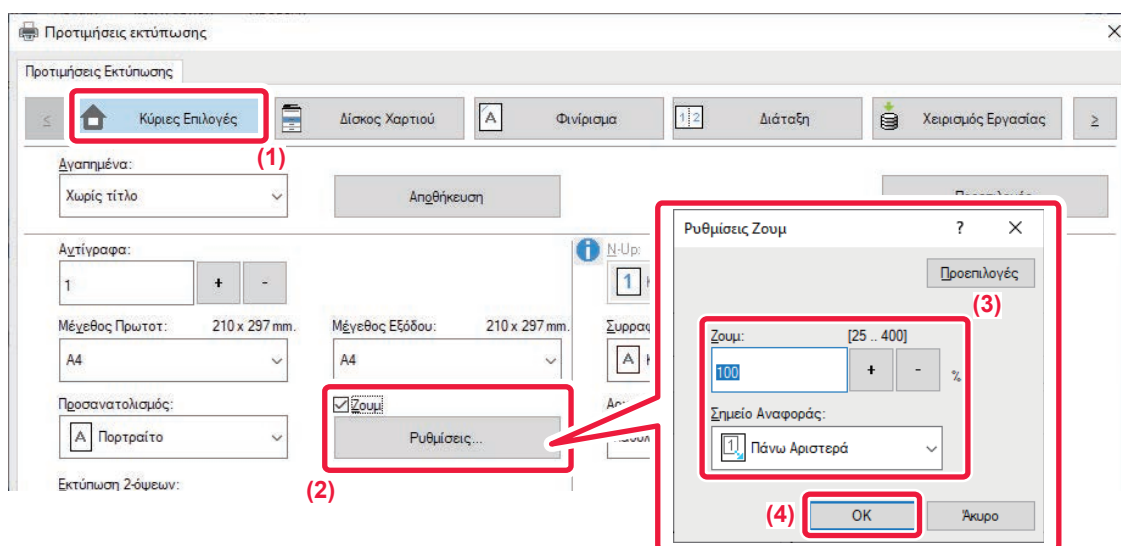 Προτιμήσεις εκτύπωσης
Προτιμήσεις Εκτύπωσης
< Κύριες Επιλογές Δίσκος Χαρτιού Φινίρισμα Διάταξη Χειρισμός Εργασίας >
(1)
Αγαπημένα:
Χωρίς τίτλο Αποθήκευση
Αντίγραφα:
1 + -
N-Up:
1
Μέγεθος Πρωτοτ: 210 x 297 mm. Μέγεθος Εξόδου: 210 x 297 mm.
A4 A4
Προσανατολισμός: Ζουμ
Πορτραίτο Ρυθμίσεις...
(2)
Εκτύπωση 2-όψεων:
Ρυθμίσεις Ζουμ ?
Προεπιλογές
(3)
Ζουμ: [25 .. 400]
100 + - %
Σημείο Αναφοράς:
1 Πάνω Αριστερά
(4) OK Άκυρο